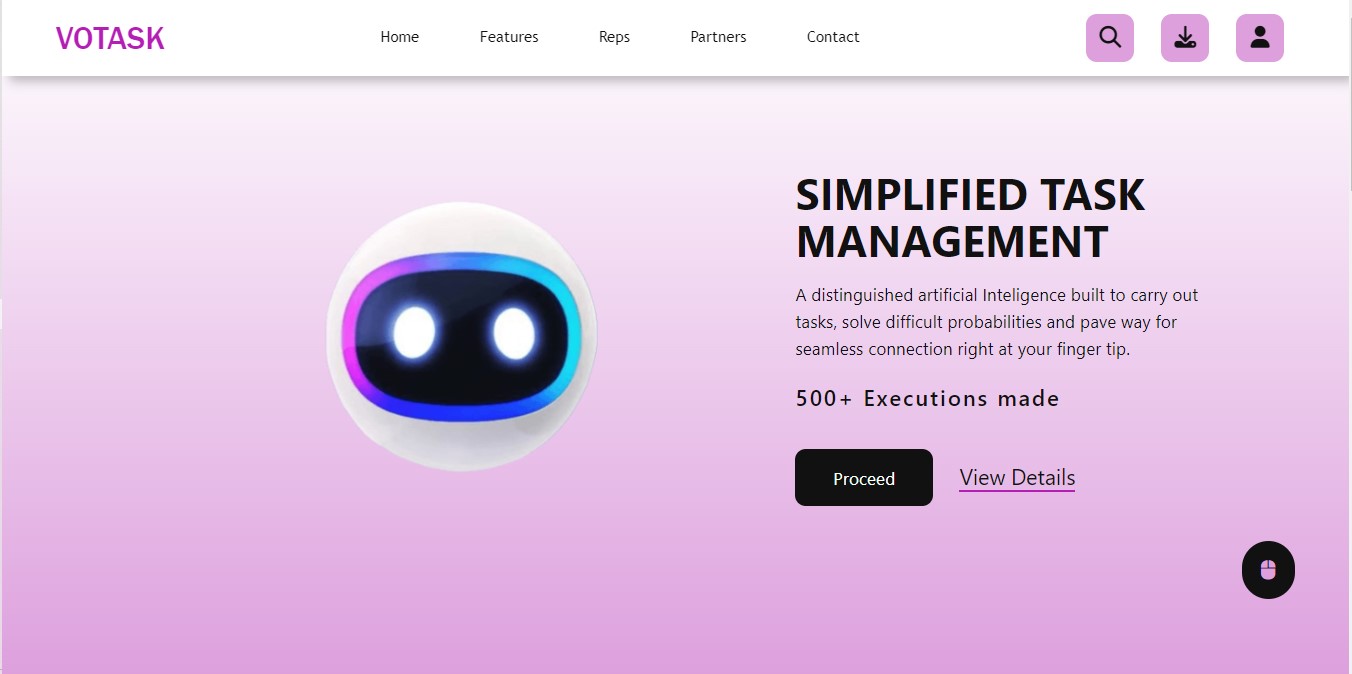 VOTASK
Home
Features
Reps
Partners
Contact
SIMPLIFIED TASK
MANAGEMENT
A distinguished artificial Inteligence built to carry out
tasks, solve difficult probabilities and pave way for
seamless connection right at your finger tip.
500+ Executions made
Proceed
View Details